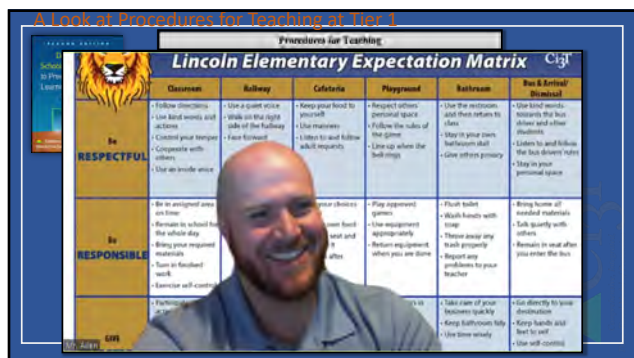 A Look at Procedures for Teaching at Tier 1
Procedures for Teaching
Lincoln Elementary Expectation Matrix
Ci3T
Classroom
Hallway
Cafeteria
Playground
Bathroom
Bus & Arrival/
Dismissal
Be
RESPECTFUL
• Follow directions
• Use kind words and
actions
• Control your temper
• Cooperate with
others
• Use an inside voice
• Use a quiet voice
• Walk on the right
side of the hallway
• Face forward
• Keep your food to
yourself
• Use manners
• Listen to and follow
adult requests
• Respect others
personal space
• Follow the rules of
the game
• Line up when the
bell rings
• Use the restroom
and then return to
class
• Stay in your own
bathroom stall
• Give others privacy
• Use kind words
towards the bus
driver and other
students
• Listen to and follow
the bus drivers' rules
• Stay in your
personal space
Be
RESPONSIBLE
• Be in assigned area
on time
• Remain in school for
the whole day
• Bring your required
materials
• Turn in finished
work
• Exercise self-control
your choices
food
seat and
after
• Play approved
games
• Use equipment
appropriately
• Return equipment
when you are done
• Flush toilet
• Wash hands with
soap
• Throw away any
trash properly
• Report any
problems to your
teacher
• Bring home all
needed materials
• Talk quietly with
others
• Remain in seat after
you enter the bus
GIVE
• Take care of your
business quickly
• Keep bathroom tidy
• Use time wisely
• Go directly to your
destination
• Keep hands and
feet to self
• Use self-control